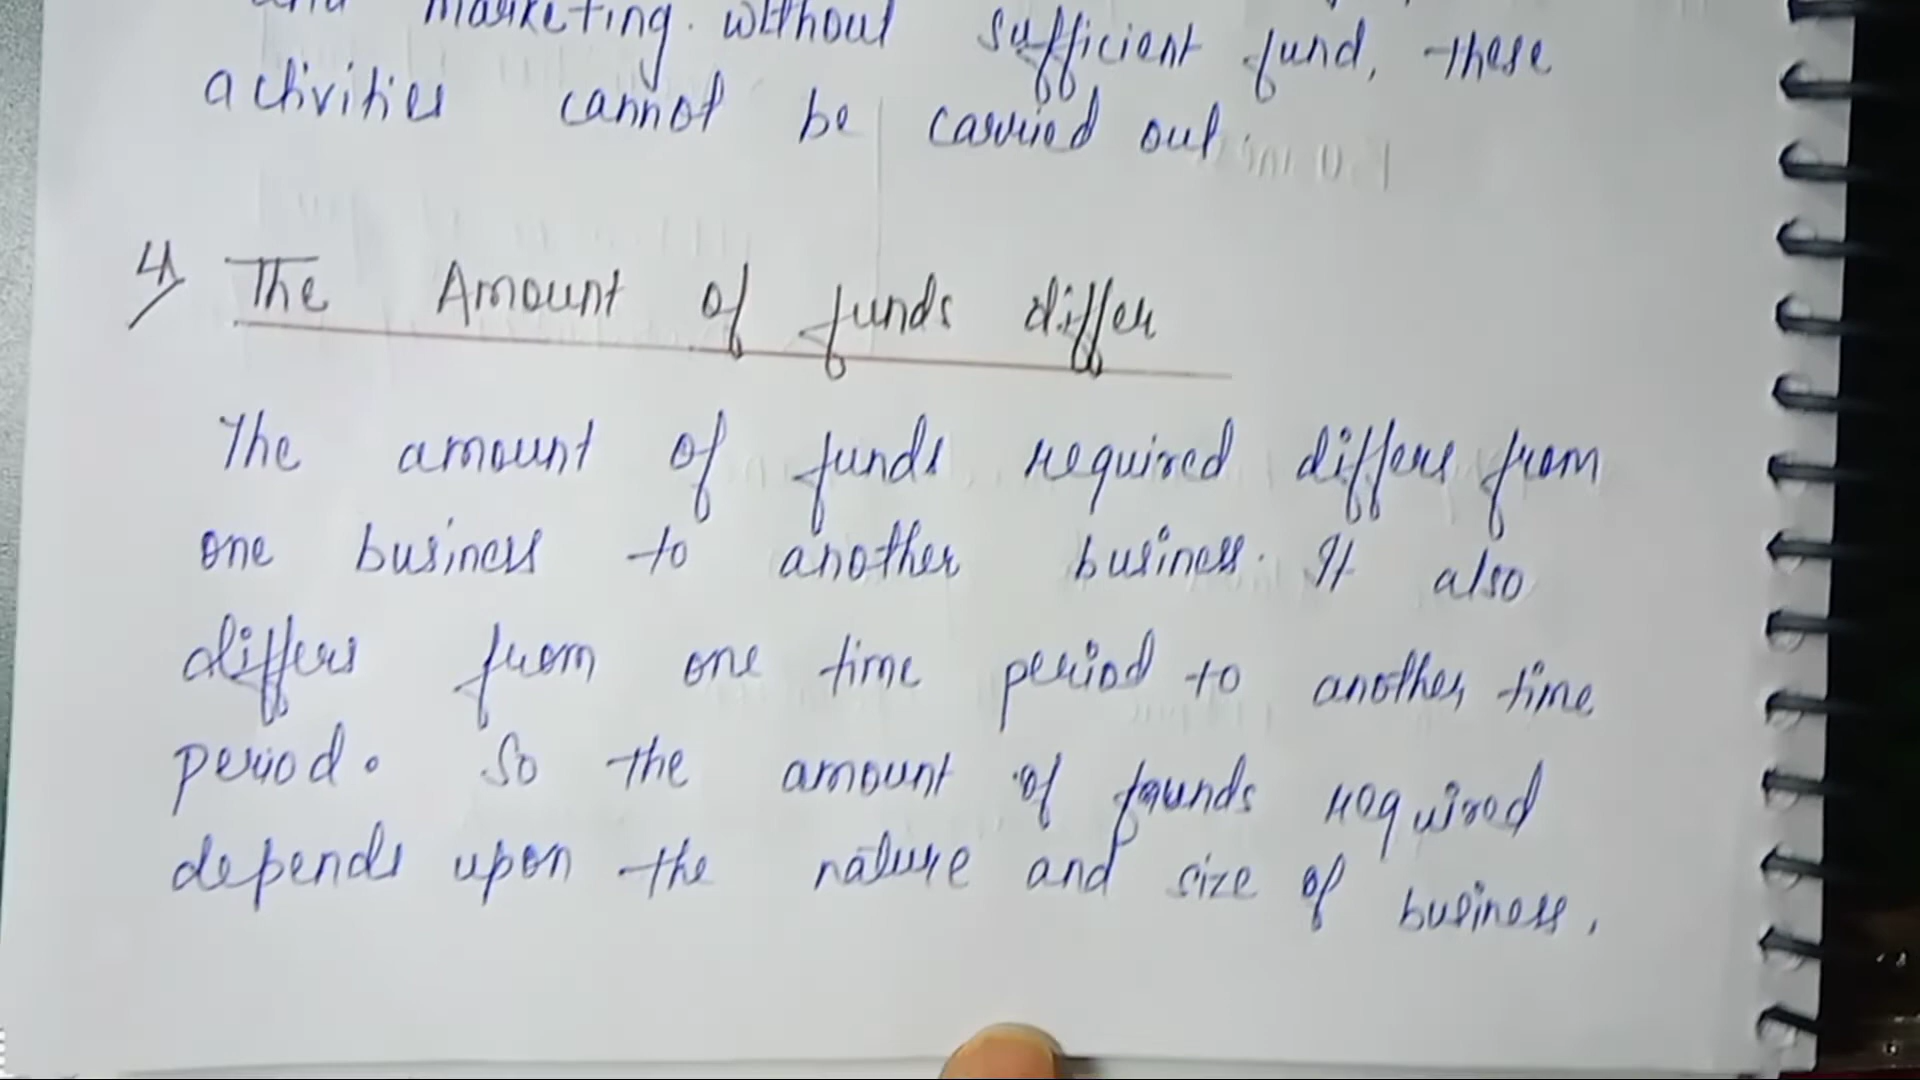 and marketing. without sufficient fund, these
activities cannot be carried out.
4) The Amount of funds differ
The amount of funds required differs from
one business to another business. It also
differs from one time period to another time
period. So the amount of faunds required
depends upon the nature and size of business.